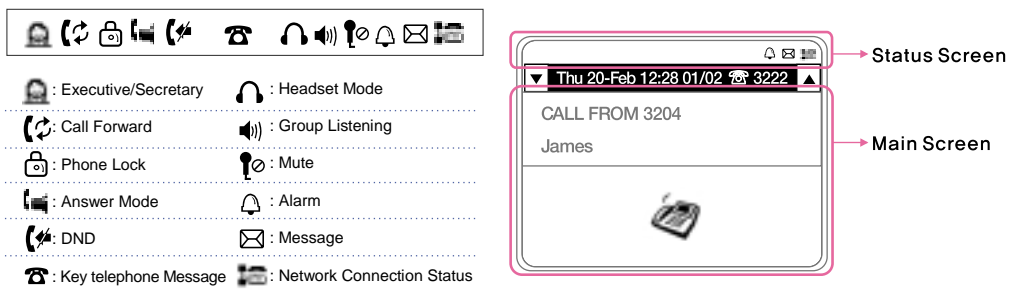 : Executive/Secretary
: Headset Mode
: Call Forward
: Group Listening
: Phone Lock
: Mute
: Answer Mode
: Alarm
: DND
: Message
: Key telephone Message
: Network Connection Status
Status Screen
Thu 20-Feb 12:28 01/02 3222
CALL FROM 3204
James
Main Screen